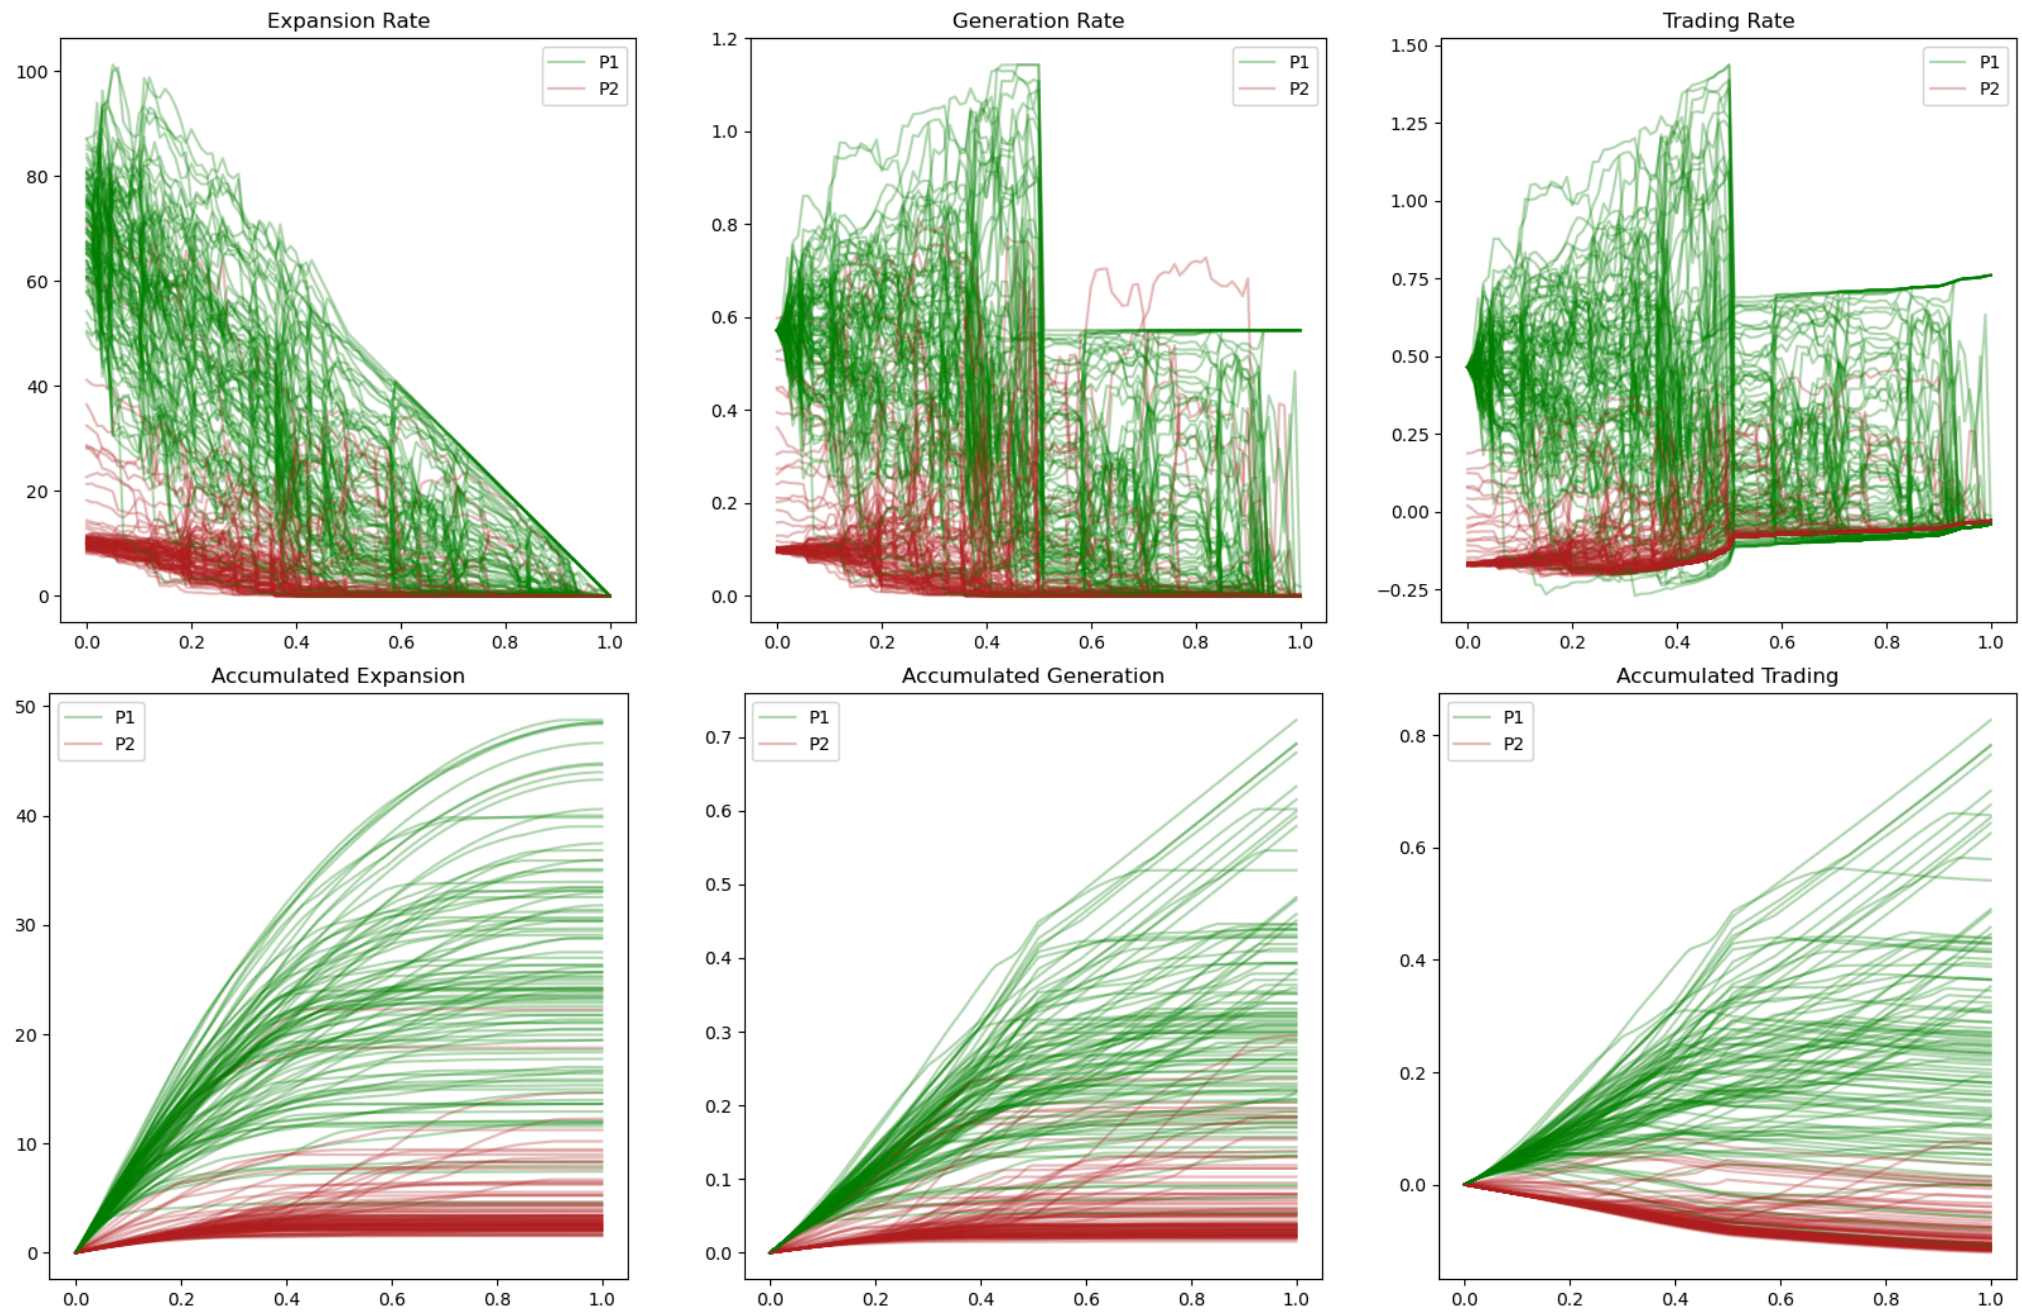 Expansion Rate
P1
P2
100
80
60
40
20
0
0.0 0.2 0.4 0.6 0.8 1.0
Generation Rate
P1
P2
1.2
1.0
0.8
0.6
0.4
0.2
0.0
0.0 0.2 0.4 0.6 0.8 1.0
Trading Rate
P1
P2
1.50
1.25
1.00
0.75
0.50
0.25
0.00
−0.25
0.0 0.2 0.4 0.6 0.8 1.0
Accumulated Expansion
P1
P2
50
40
30
20
10
0
0.0 0.2 0.4 0.6 0.8 1.0
Accumulated Generation
P1
P2
0.7
0.6
0.5
0.4
0.3
0.2
0.1
0.0
0.0 0.2 0.4 0.6 0.8 1.0
Accumulated Trading
P1
P2
0.8
0.6
0.4
0.2
0.0
0.0 0.2 0.4 0.6 0.8 1.0